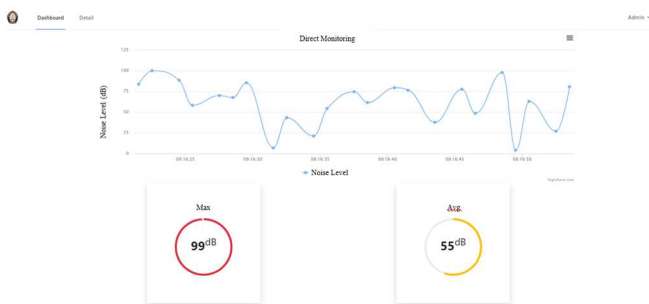 Dashboard Detail Admin
Direct Monitoring
125
100
75
50
25
0
Noise Level (dB)
09:16:25 09:16:30 09:16:35 09:16:40 09:16:45 09:16:50
Noise Level
Highcharts.com
Max
99dB
Avg.
55dB